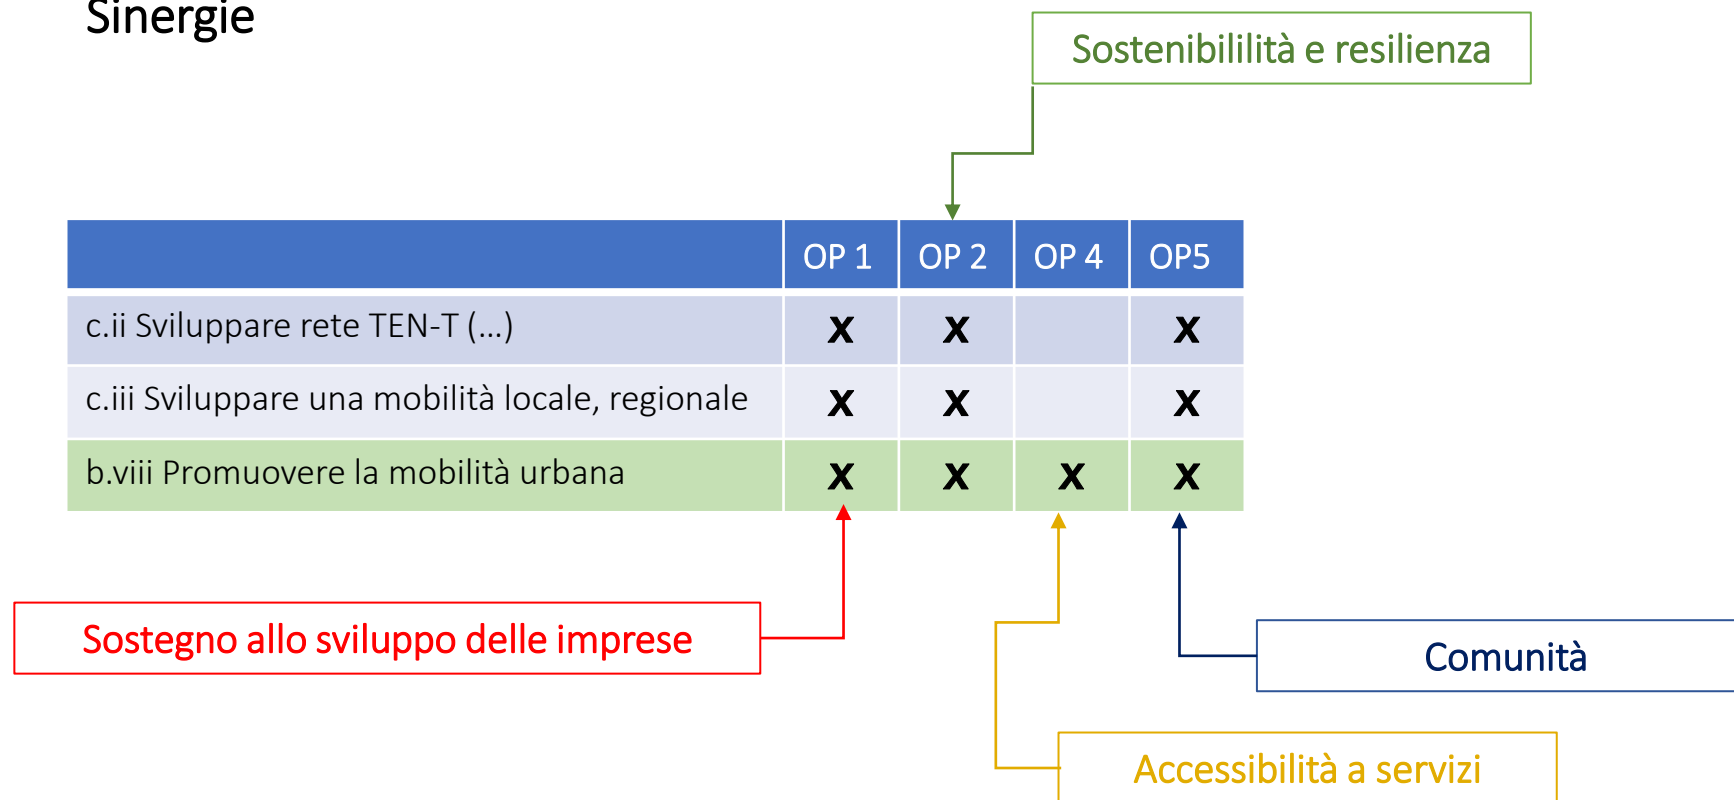 Sinergie
Sostenibililità e resilienza
OP 1 OP 2 OP 4 OP5
c.ii Sviluppare rete TEN-T (...) x x x
c.iii Sviluppare una mobilità locale, regionale x x x
b.viii Promuovere la mobilità urbana x x x x
Sostegno allo sviluppo delle imprese
Comunità
Accessibilità a servizi